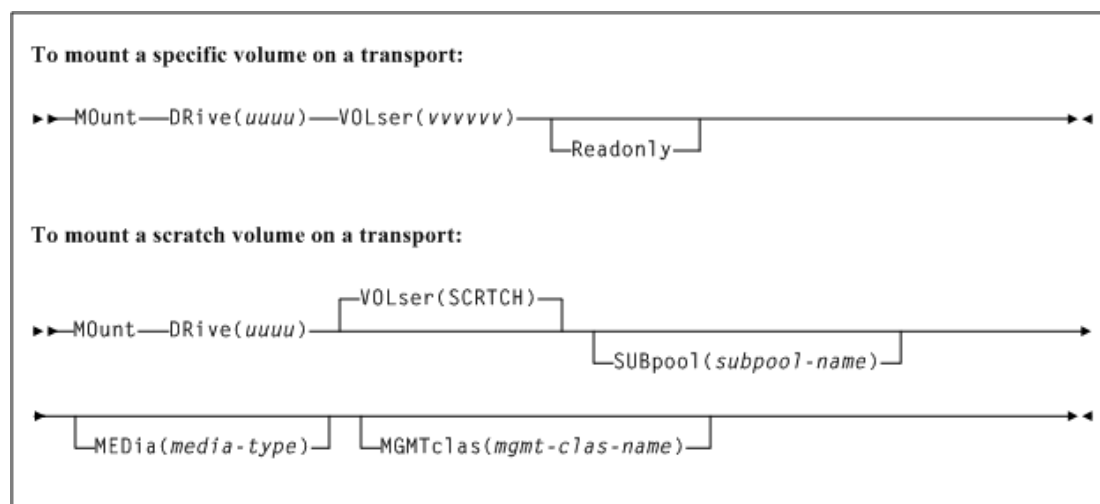 To mount a specific volume on a transport:
MOunt DRive(uuuu) VOLser(vvvvvv)
Readonly
To mount a scratch volume on a transport:
VOLser(SCRTCH)
MOunt DRive(uuuu)
SUBpool(subpool-name)
MEDia(media-type) MGMTclas(mgmt-clas-name)